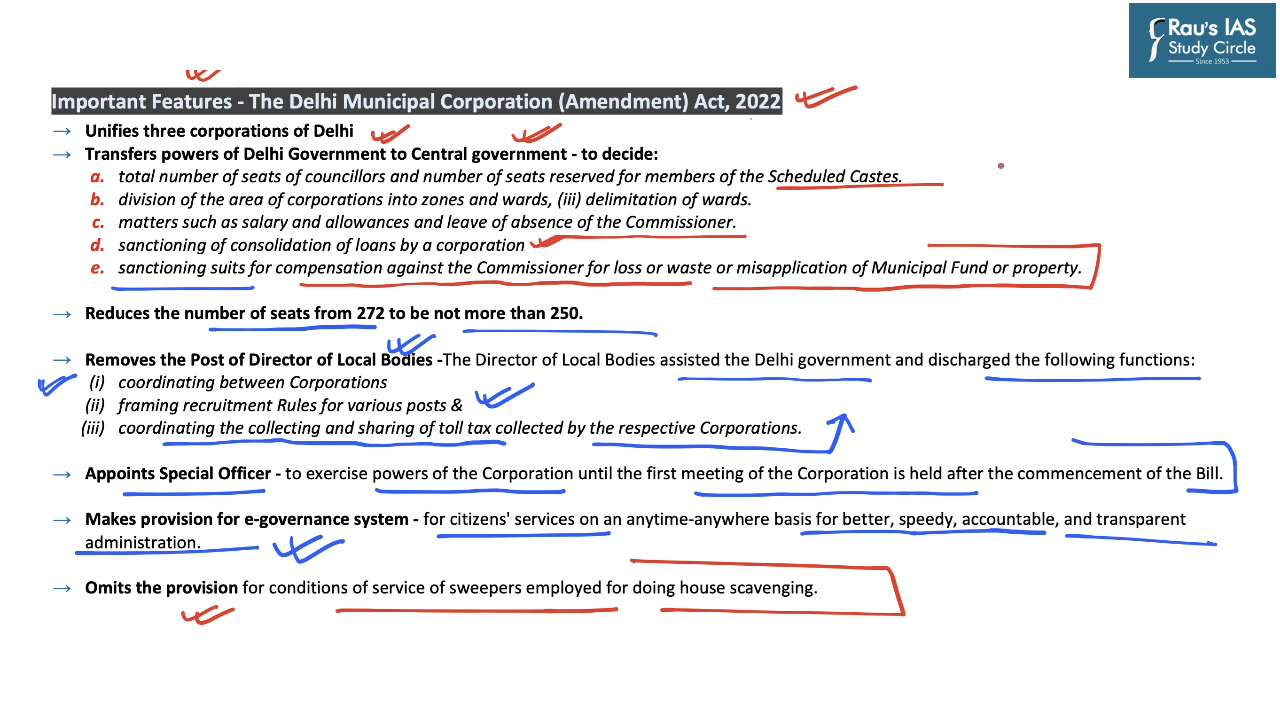 Rau's IAS
Study Circle
Since 1953
Important Features - The Delhi Municipal Corporation (Amendment) Act, 2022
→ Unifies three corporations of Delhi
→ Transfers powers of Delhi Government to Central government - to decide:
a. total number of seats of councillors and number of seats reserved for members of the Scheduled Castes.
b. division of the area of corporations into zones and wards, (iii) delimitation of wards.
c. matters such as salary and allowances and leave of absence of the Commissioner.
d. sanctioning of consolidation of loans by a corporation
e. sanctioning suits for compensation against the Commissioner for loss or waste or misapplication of Municipal Fund or property.
→ Reduces the number of seats from 272 to be not more than 250.
→ Removes the Post of Director of Local Bodies -The Director of Local Bodies assisted the Delhi government and discharged the following functions:
(i) coordinating between Corporations
(ii) framing recruitment Rules for various posts &
(iii) coordinating the collecting and sharing of toll tax collected by the respective Corporations.
→ Appoints Special Officer - to exercise powers of the Corporation until the first meeting of the Corporation is held after the commencement of the Bill.
→ Makes provision for e-governance system - for citizens' services on an anytime-anywhere basis for better, speedy, accountable, and transparent
administration.
→ Omits the provision for conditions of service of sweepers employed for doing house scavenging.